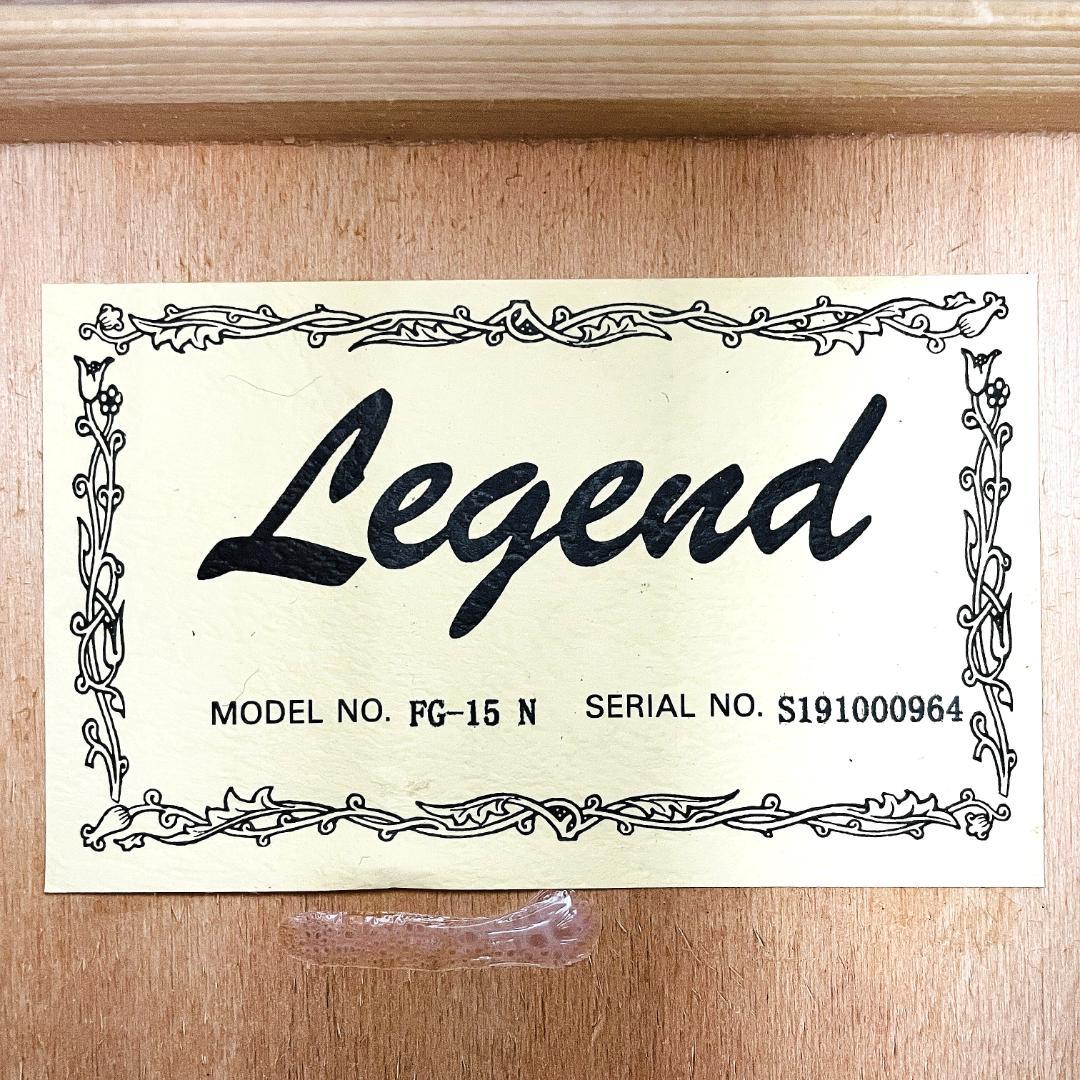 Legend
MODEL NO. FG-15 N SERIAL NO. S191000964